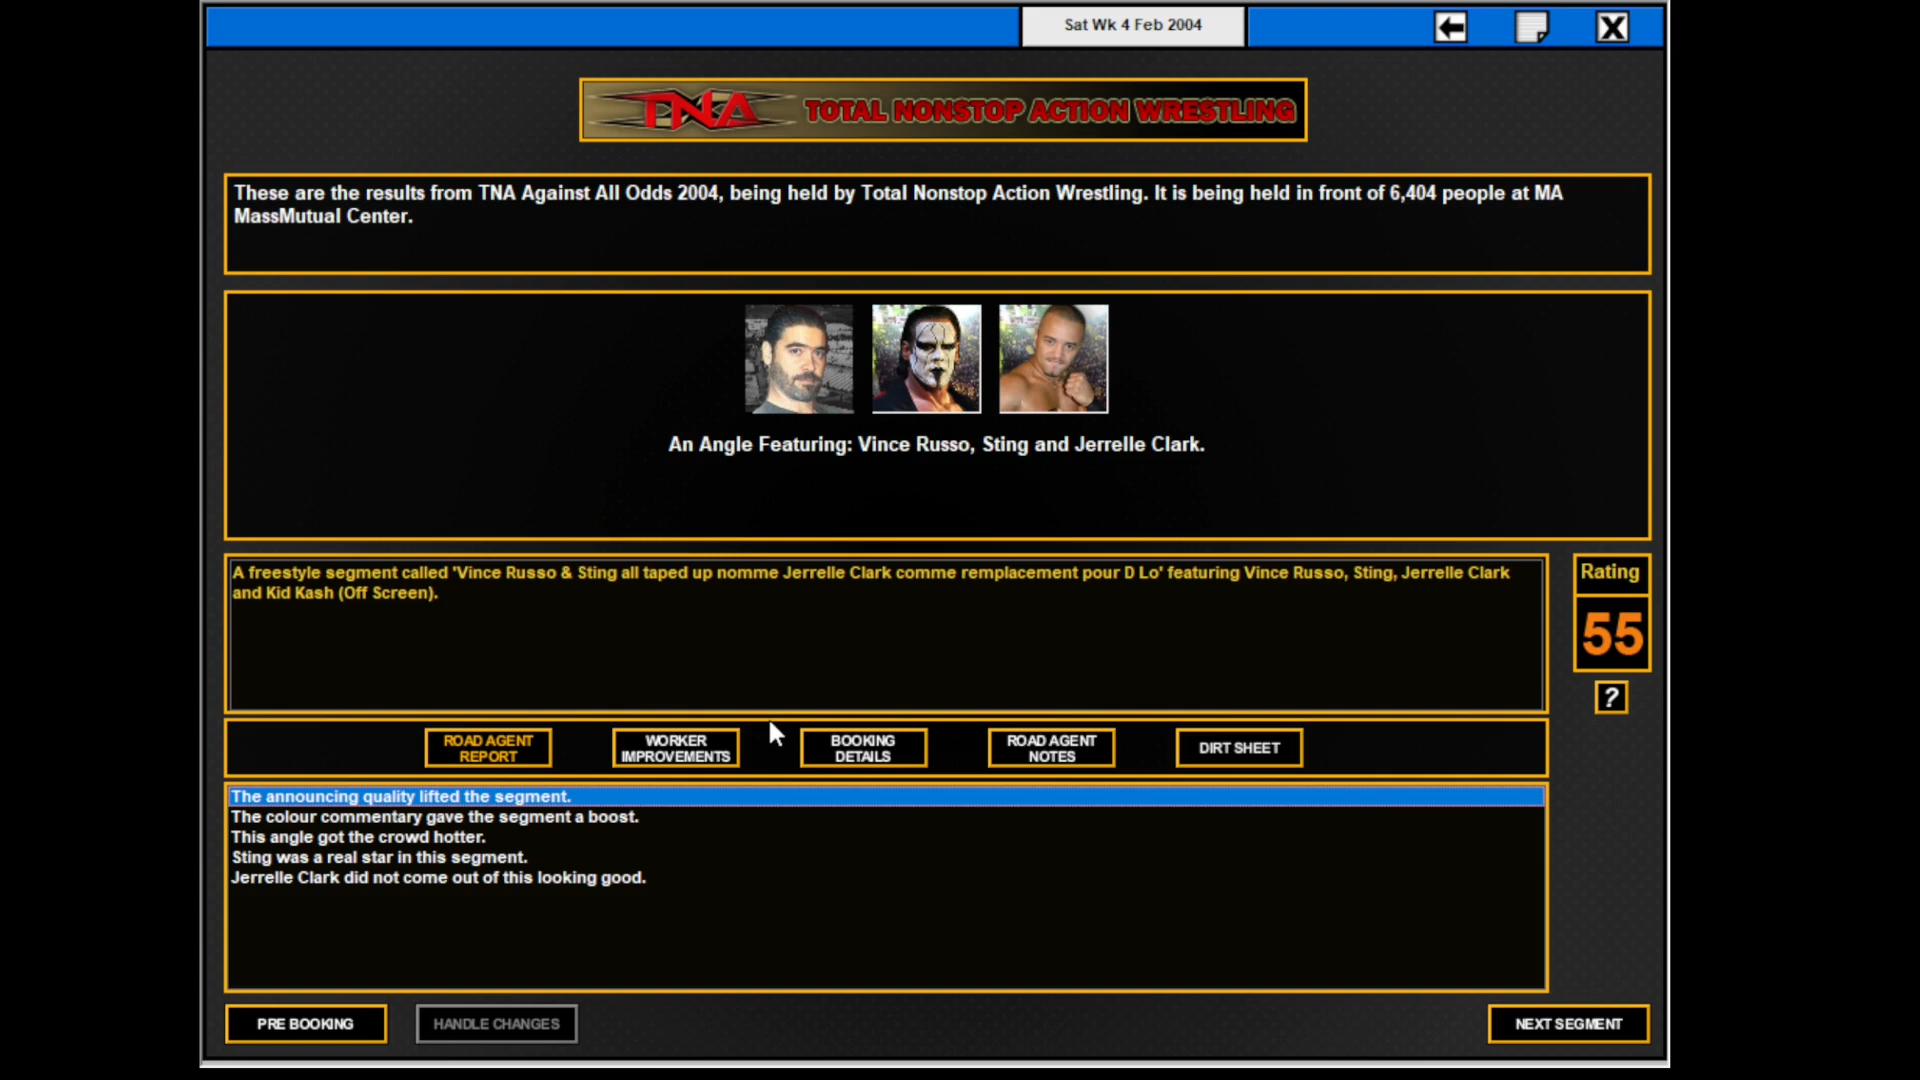 Sat Wk 4 Feb 2004
TNA TOTAL NONSTOP ACTION WRESTLING
These are the results from TNA Against All Odds 2004, being held by Total Nonstop Action Wrestling. It is being held in front of 6,404 people at MA
MassMutual Center.
An Angle Featuring: Vince Russo, Sting and Jerrelle Clark.
A freestyle segment called 'Vince Russo & Sting all taped up nomme Jerrelle Clark comme remplacement pour D Lo' featuring Vince Russo, Sting, Jerrelle Clark
and Kid Kash (Off Screen).
Rating
55
?
ROAD AGENT
REPORT
WORKER
IMPROVEMENTS
BOOKING
DETAILS
ROAD AGENT
NOTES
DIRT SHEET
The announcing quality lifted the segment.
The colour commentary gave the segment a boost.
This angle got the crowd hotter.
Sting was a real star in this segment.
Jerrelle Clark did not come out of this looking good.
PRE BOOKING
HANDLE CHANGES
NEXT SEGMENT